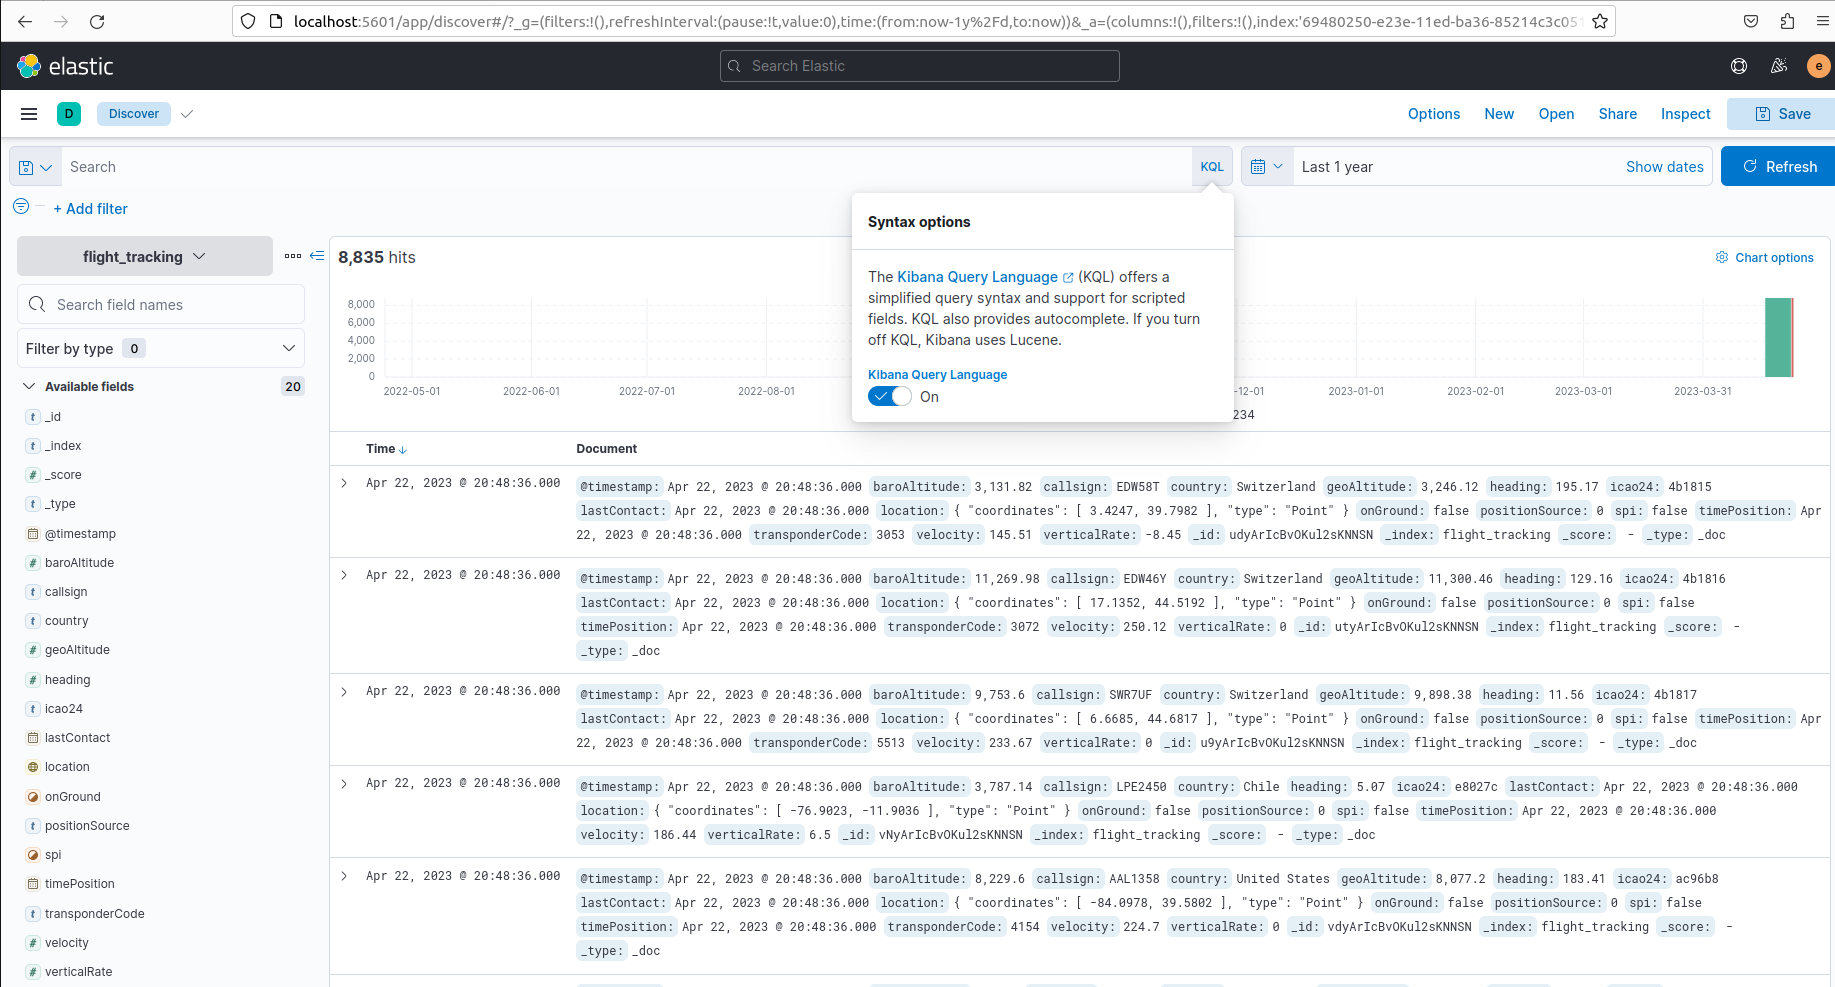 localhost:5601/app/discover#/?_g=(filters:!(),refreshInterval:(pause:!t,value:0),time:(from:now-1y%2Fd,to:now))&_a=(columns:!(),filters:!(),index:'69480250-e23e-11ed-ba36-85214c3c051
elastic
Search Elastic
e
D
Discover
Options
New
Open
Share
Inspect
Save
Search
KQL
Last 1 year
Show dates
Refresh
+ Add filter
Syntax options
The Kibana Query Language (KQL) offers a
simplified query syntax and support for scripted
fields. KQL also provides autocomplete. If you turn
off KQL, Kibana uses Lucene.
Kibana Query Language
On
flight_tracking
Search field names
Filter by type 0
Available fields 20
t _id
t _index
# _score
t _type
@timestamp
# baroAltitude
t callsign
t country
# geoAltitude
# heading
t icao24
lastContact
location
onGround
t positionSource
spi
timePosition
t transponderCode
# velocity
# verticalRate
8,835 hits
Chart options
8,000
6,000
4,000
2,000
0
2022-05-01 2022-06-01 2022-07-01 2022-08-01 -12-01 2023-01-01 2023-02-01 2023-03-01 2023-03-31
234
Time Document
Apr 22, 2023 @ 20:48:36.000 @timestamp: Apr 22, 2023 @ 20:48:36.000 baroAltitude: 3,131.82 callsign: EDW58T country: Switzerland geoAltitude: 3,246.12 heading: 195.17 icao24: 4b1815
lastContact: Apr 22, 2023 @ 20:48:36.000 location: { "coordinates": [ 3.4247, 39.7982 ], "type": "Point" } onGround: false positionSource: 0 spi: false timePosition: Apr
22, 2023 @ 20:48:36.000 transponderCode: 3053 velocity: 145.51 verticalRate: -8.45 _id: udyArIcBvOKul2sKNNSN _index: flight_tracking _score: - _type: _doc
Apr 22, 2023 @ 20:48:36.000 @timestamp: Apr 22, 2023 @ 20:48:36.000 baroAltitude: 11,269.98 callsign: EDW46Y country: Switzerland geoAltitude: 11,300.46 heading: 129.16 icao24: 4b1816
lastContact: Apr 22, 2023 @ 20:48:36.000 location: { "coordinates": [ 17.1352, 44.5192 ], "type": "Point" } onGround: false positionSource: 0 spi: false
timePosition: Apr 22, 2023 @ 20:48:36.000 transponderCode: 3072 velocity: 250.12 verticalRate: 0 _id: utyArIcBvOKul2sKNNSN _index: flight_tracking _score: -
_type: _doc
Apr 22, 2023 @ 20:48:36.000 @timestamp: Apr 22, 2023 @ 20:48:36.000 baroAltitude: 9,753.6 callsign: SWR7UF country: Switzerland geoAltitude: 9,898.38 heading: 11.56 icao24: 4b1817
lastContact: Apr 22, 2023 @ 20:48:36.000 location: { "coordinates": [ 6.6685, 44.6817 ], "type": "Point" } onGround: false positionSource: 0 spi: false timePosition: Apr
22, 2023 @ 20:48:36.000 transponderCode: 5513 velocity: 233.67 verticalRate: 0 _id: u9yArIcBvOKul2sKNNSN _index: flight_tracking _score: - _type: _doc
Apr 22, 2023 @ 20:48:36.000 @timestamp: Apr 22, 2023 @ 20:48:36.000 baroAltitude: 3,787.14 callsign: LPE2450 country: Chile heading: 5.07 icao24: e8027c lastContact: Apr 22, 2023 @ 20:48:36.000
location: { "coordinates": [ -76.9023, -11.9036 ], "type": "Point" } onGround: false positionSource: 0 spi: false timePosition: Apr 22, 2023 @ 20:48:36.000
velocity: 186.44 verticalRate: 6.5 _id: vNyArIcBvOKul2sKNNSN _index: flight_tracking _score: - _type: _doc
Apr 22, 2023 @ 20:48:36.000 @timestamp: Apr 22, 2023 @ 20:48:36.000 baroAltitude: 8,229.6 callsign: AAL1358 country: United States geoAltitude: 8,077.2 heading: 183.41 icao24: ac96b8
lastContact: Apr 22, 2023 @ 20:48:36.000 location: { "coordinates": [ -84.0978, 39.5802 ], "type": "Point" } onGround: false positionSource: 0 spi: false
timePosition: Apr 22, 2023 @ 20:48:36.000 transponderCode: 4154 velocity: 224.7 verticalRate: 0 _id: vdyArIcBvOKul2sKNNSN _index: flight_tracking _score: -
_type: _doc